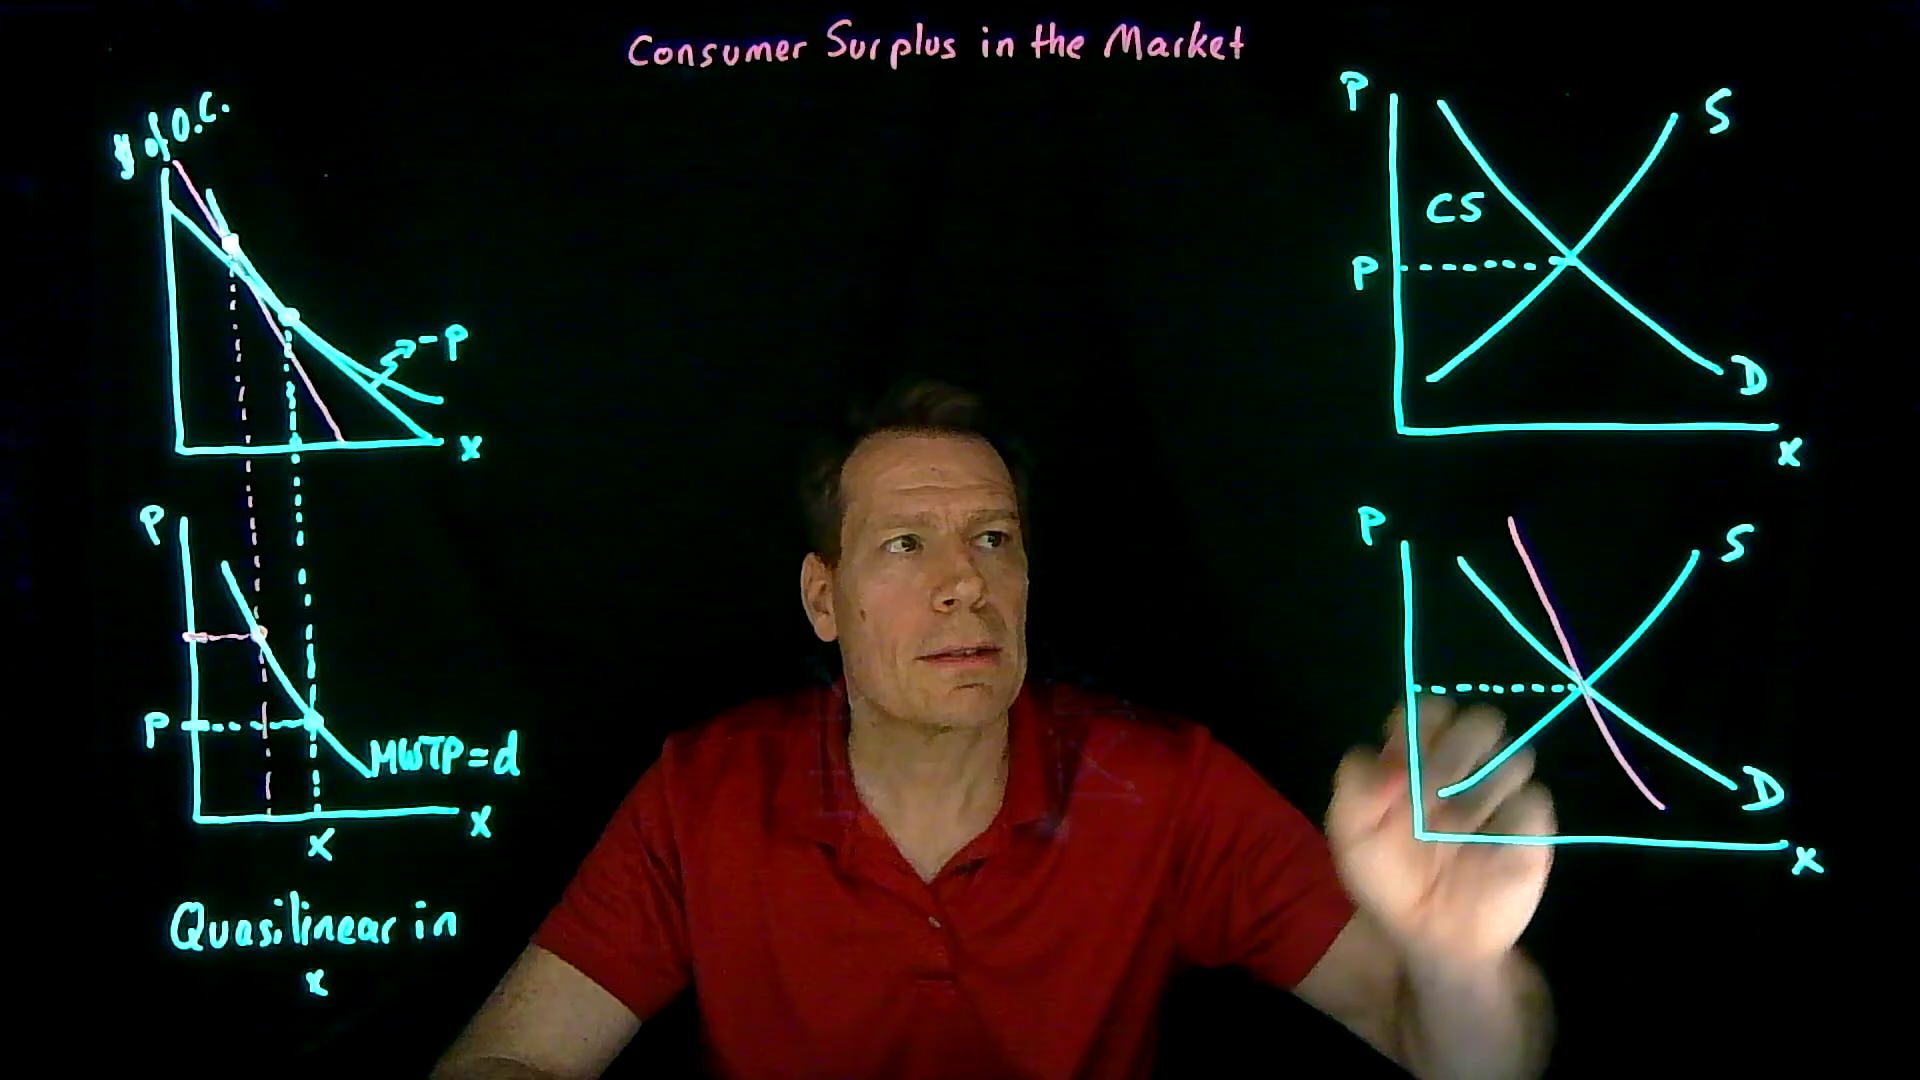 Consumer Surplus in the Market
$ of O.C.
-P
x
P
P
MWTP=d
x
x
Quasilinear in
x
P
S
CS
P
D
x
P
S
D
x